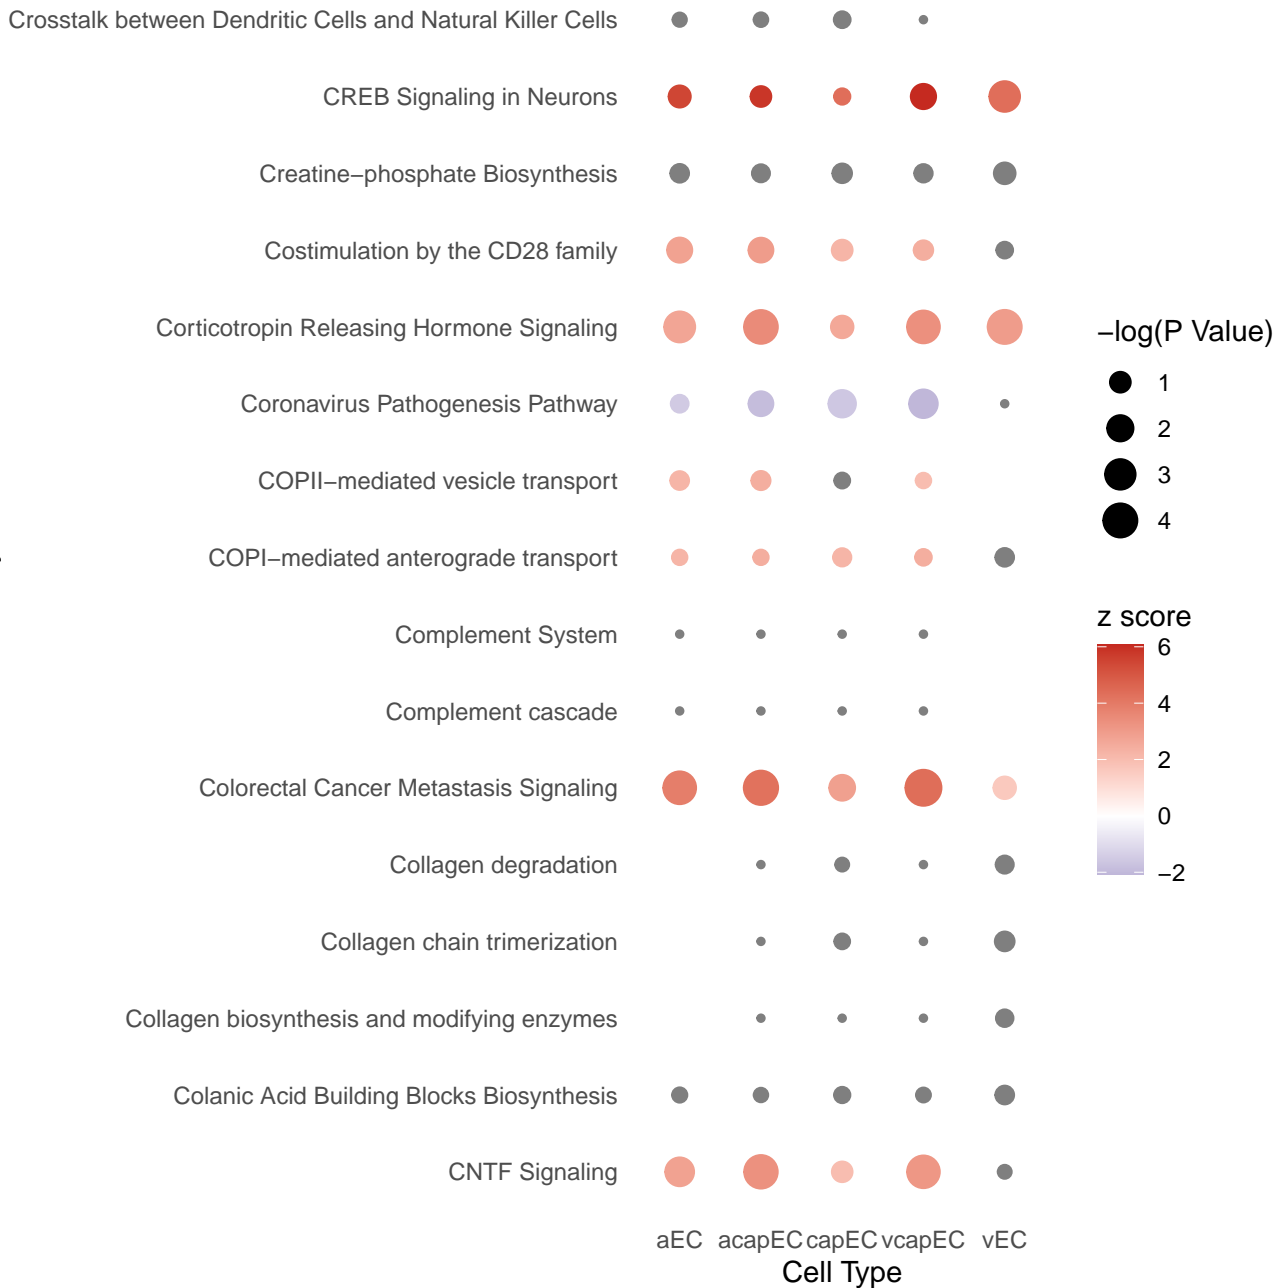 Crosstalk between Dendritic Cells and Natural Killer Cells
CREB Signaling in Neurons
Creatine−phosphate Biosynthesis
Costimulation by the CD28 family
Corticotropin Releasing Hormone Signaling
Coronavirus Pathogenesis Pathway
COPII−mediated vesicle transport
COPI−mediated anterograde transport
Complement System
Complement cascade
Colorectal Cancer Metastasis Signaling
Collagen degradation
Collagen chain trimerization
Collagen biosynthesis and modifying enzymes
Colanic Acid Building Blocks Biosynthesis
CNTF Signaling
aEC acapEC capEC vcapEC vEC
Cell Type
−log(P Value)
1
2
3
4
z score
6
4
2
0
−2